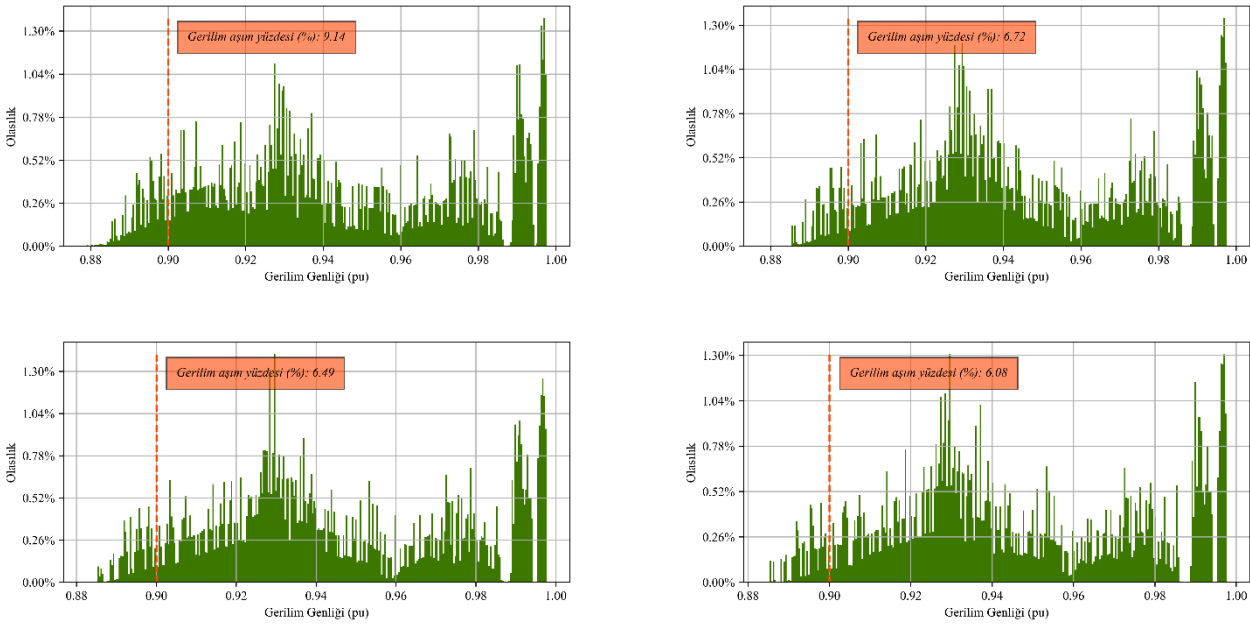 1.30%
1.04%
0.78%
0.52%
0.26%
0.00%
Olasılık
Gerilim aşım yüzdesi (%): 9.14
0.88 0.90 0.92 0.94 0.96 0.98 1.00
Gerilim Genliği (pu)
1.30%
1.04%
0.78%
0.52%
0.26%
0.00%
Olasılık
Gerilim aşım yüzdesi (%): 6.72
0.88 0.90 0.92 0.94 0.96 0.98 1.00
Gerilim Genliği (pu)
1.30%
1.04%
0.78%
0.52%
0.26%
0.00%
Olasılık
Gerilim aşım yüzdesi (%): 6.49
0.88 0.90 0.92 0.94 0.96 0.98 1.00
Gerilim Genliği (pu)
1.30%
1.04%
0.78%
0.52%
0.26%
0.00%
Olasılık
Gerilim aşım yüzdesi (%): 6.08
0.88 0.90 0.92 0.94 0.96 0.98 1.00
Gerilim Genliği (pu)